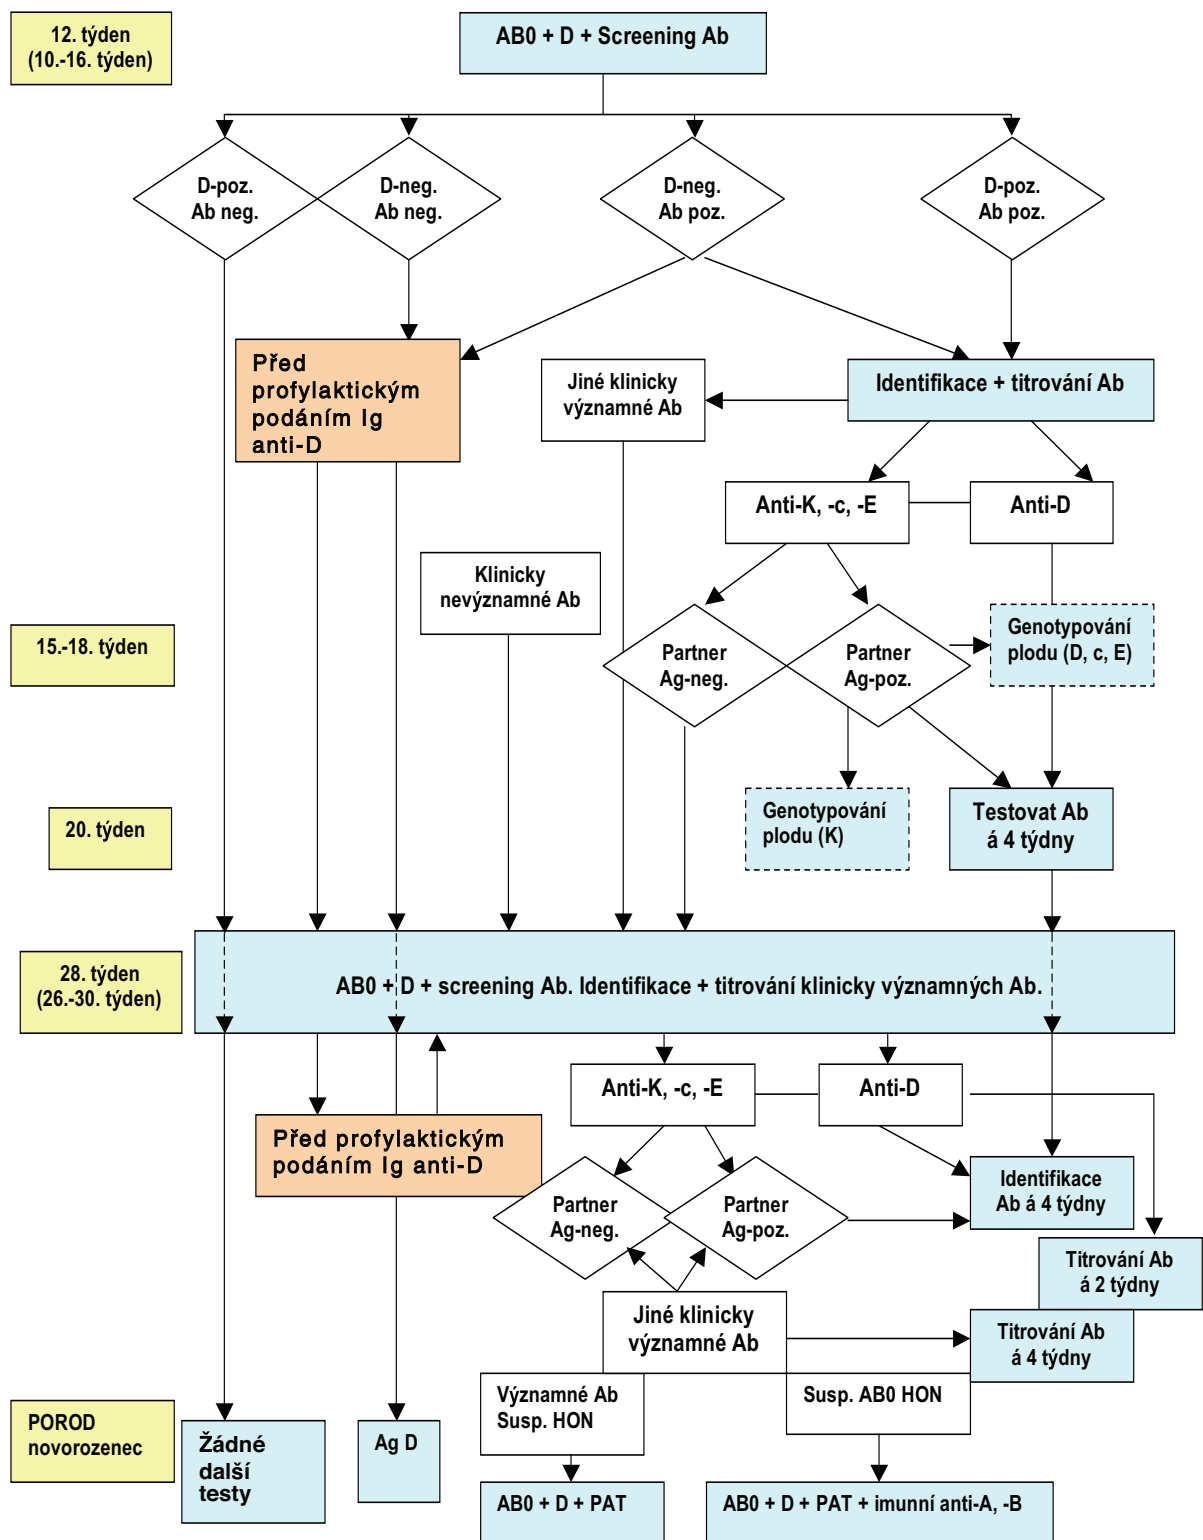 12. týden
(10.-16. týden)
AB0 + D + Screening Ab
D-poz.
Ab neg.
D-neg.
Ab neg.
D-neg.
Ab poz.
D-poz.
Ab poz.
Před
profylaktickým
podáním Ig
anti-D
Jiné klinicky
významné Ab
Identifikace + titrování Ab
Anti-K, -c, -E
Anti-D
Klinicky
nevýznamné Ab
15.-18. týden
Partner
Ag-neg.
Partner
Ag-poz.
Genotypování
plodu (D, c, E)
20. týden
Genotypování
plodu (K)
Testovat Ab
á 4 týdny
28. týden
(26.-30. týden)
AB0 + D + screening Ab. Identifikace + titrování klinicky významných Ab.
Anti-K, -c, -E
Anti-D
Před profylaktickým
podáním Ig anti-D
Partner
Ag-neg.
Partner
Ag-poz.
Identifikace
Ab á 4 týdny
Titrování Ab
á 2 týdny
Jiné klinicky
významné Ab
Titrování Ab
á 4 týdny
POROD
novorozenec
Žádné
další
testy
Ag D
Významné Ab
Susp. HON
Susp. AB0 HON
AB0 + D + PAT
AB0 + D + PAT + imunní anti-A, -B